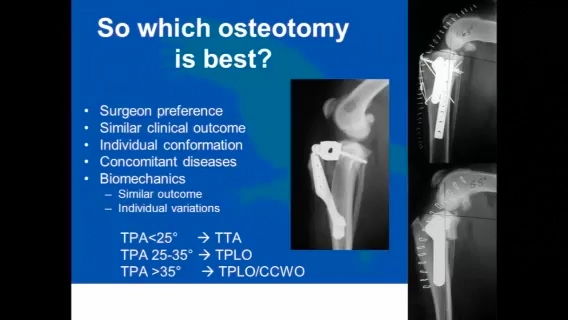 So which osteotomy
is best?
• Surgeon preference
• Similar clinical outcome
• Individual conformation
• Concomitant diseases
• Biomechanics
– Similar outcome
– Individual variations
TPA<25° → TTA
TPA 25-35° → TPLO
TPA >35° → TPLO/CCWO